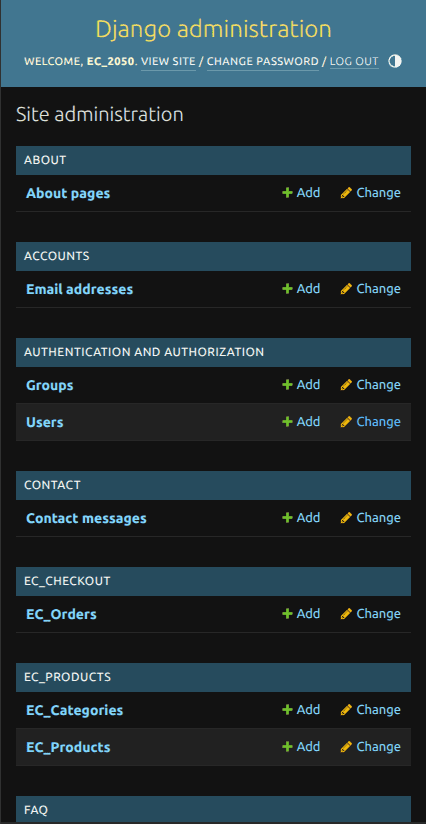 Django administration
WELCOME, EC_2050. VIEW SITE / CHANGE PASSWORD / LOG OUT
Site administration
ABOUT
About pages Add Change
ACCOUNTS
Email addresses Add Change
AUTHENTICATION AND AUTHORIZATION
Groups Add Change
Users Add Change
CONTACT
Contact messages Add Change
EC_CHECKOUT
EC_Orders Add Change
EC_PRODUCTS
EC_Categories Add Change
EC_Products Add Change
FAQ